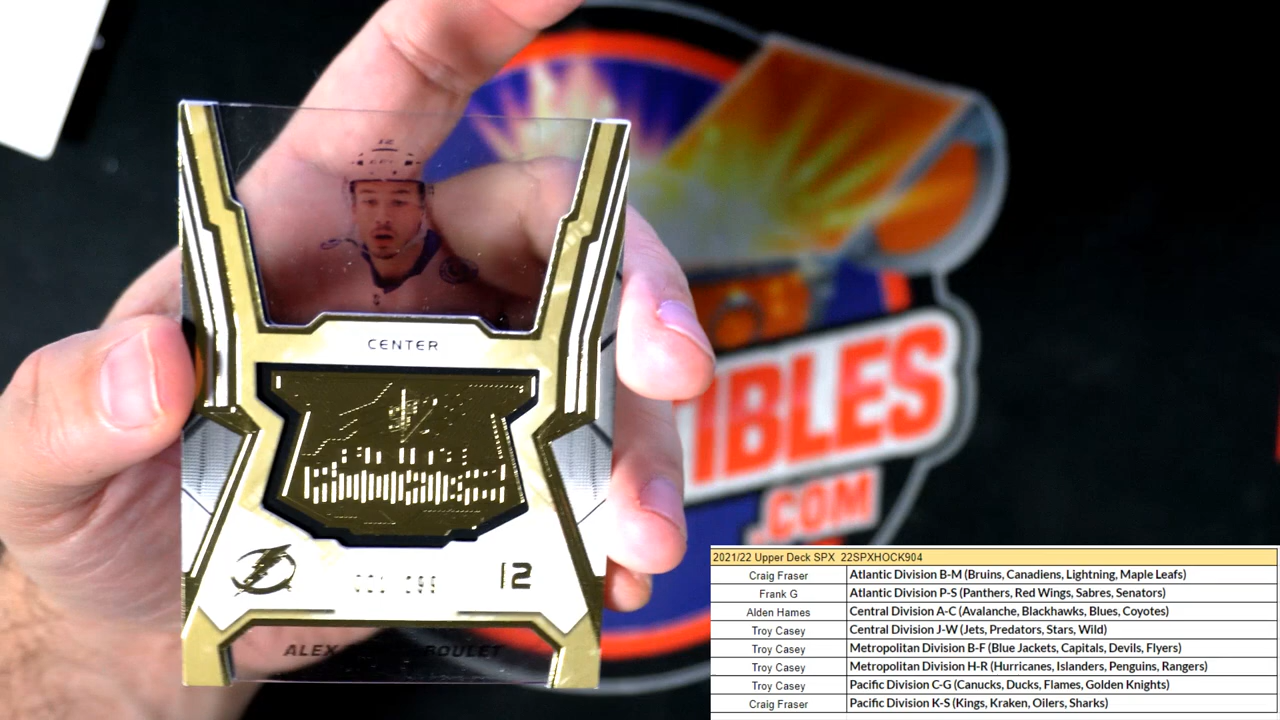 12
CENTER
12
ALEX
BOULET
TIBLES
.COM
2021/22 Upper Deck SPX 22SPXHOCK904
Craig Fraser Atlantic Division B-M (Bruins, Canadiens, Lightning, Maple Leafs)
Frank G Atlantic Division P-S (Panthers, Red Wings, Sabres, Senators)
Alden Hames Central Division A-C (Avalanche, Blackhawks, Blues, Coyotes)
Troy Casey Central Division J-W (Jets, Predators, Stars, Wild)
Troy Casey Metropolitan Division B-F (Blue Jackets, Capitals, Devils, Flyers)
Troy Casey Metropolitan Division H-R (Hurricanes, Islanders, Penguins, Rangers)
Troy Casey Pacific Division C-G (Canucks, Ducks, Flames, Golden Knights)
Craig Fraser Pacific Division K-S (Kings, Kraken, Oilers, Sharks)